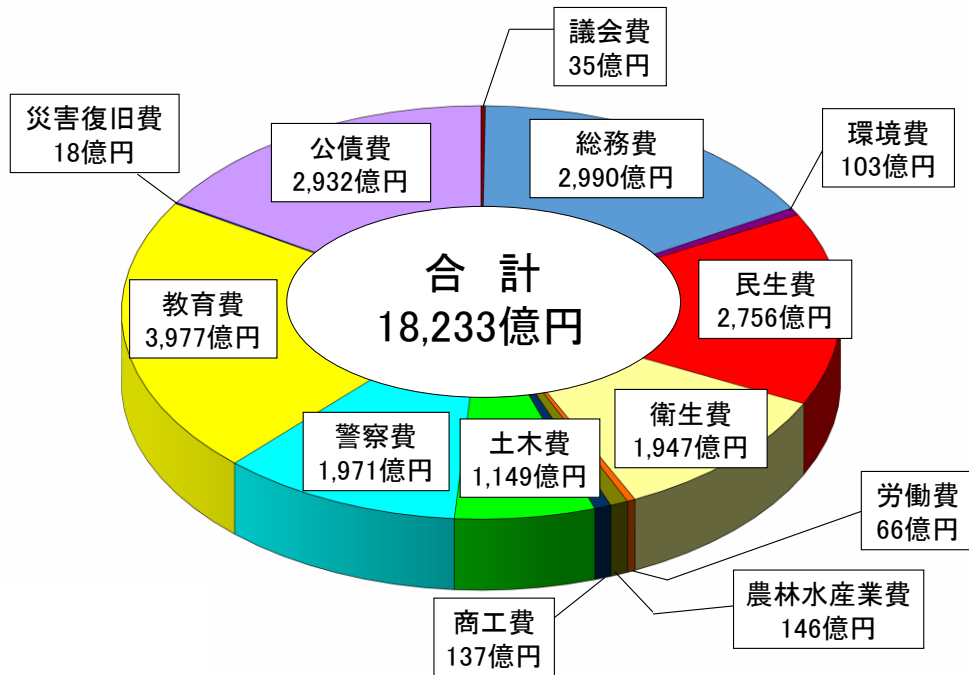 議会費
35億円
総務費
2,990億円
環境費
103億円
民生費
2,756億円
衛生費
1,947億円
労働費
66億円
農林水産業費
146億円
商工費
137億円
土木費
1,149億円
警察費
1,971億円
教育費
3,977億円
災害復旧費
18億円
公債費
2,932億円
合 計
18,233億円